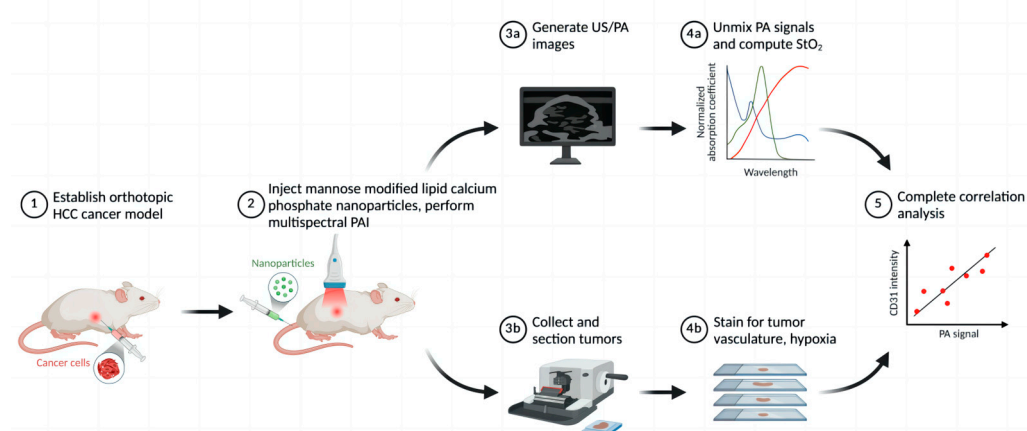 3a Generate US/PA
images
4a Unmix PA signals
and compute StO₂
Normalized
absorption coefficient
Wavelength
1 Establish orthotopic
HCC cancer model
2 Inject mannose modified lipid calcium
phosphate nanoparticles, perform
multispectral PAI
Nanoparticles
Cancer cells
3b Collect and
section tumors
4b Stain for tumor
vasculature, hypoxia
5 Complete correlation
analysis
CD31 intensity
PA signal